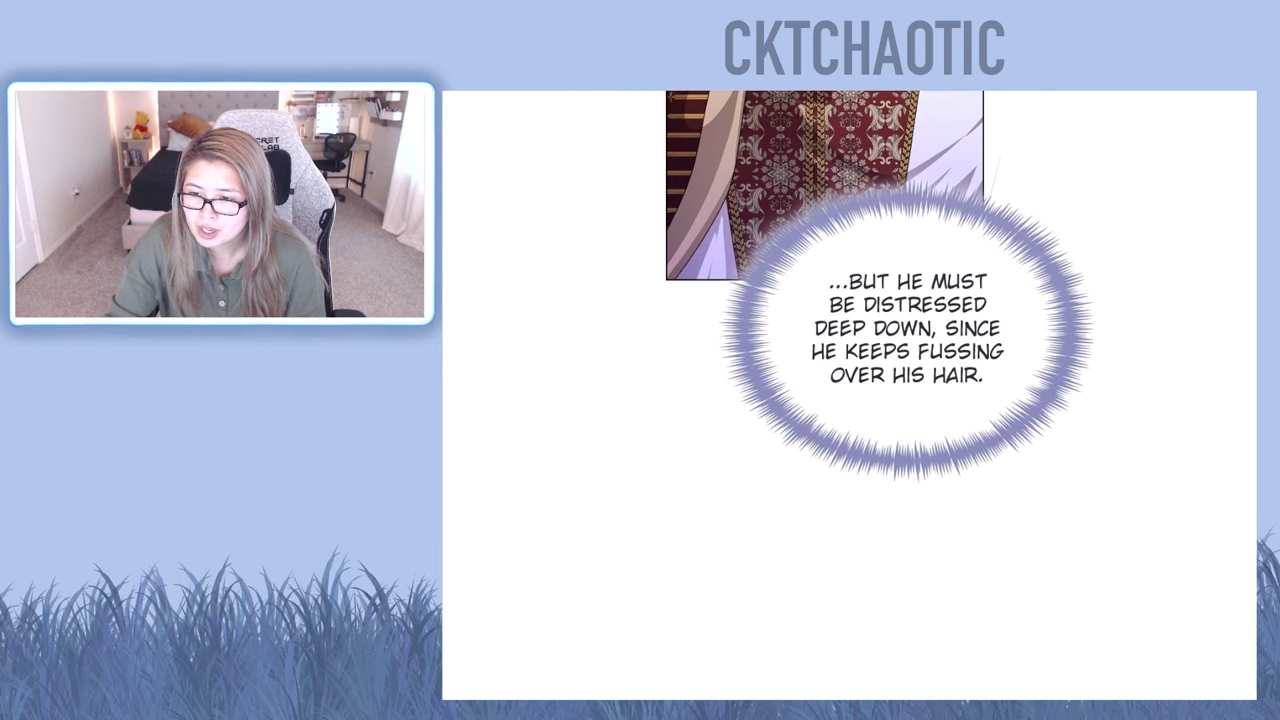 CKTCHAOTIC
...BUT HE MUST
BE DISTRESSED
DEEP DOWN, SINCE
HE KEEPS FUSSING
OVER HIS HAIR.